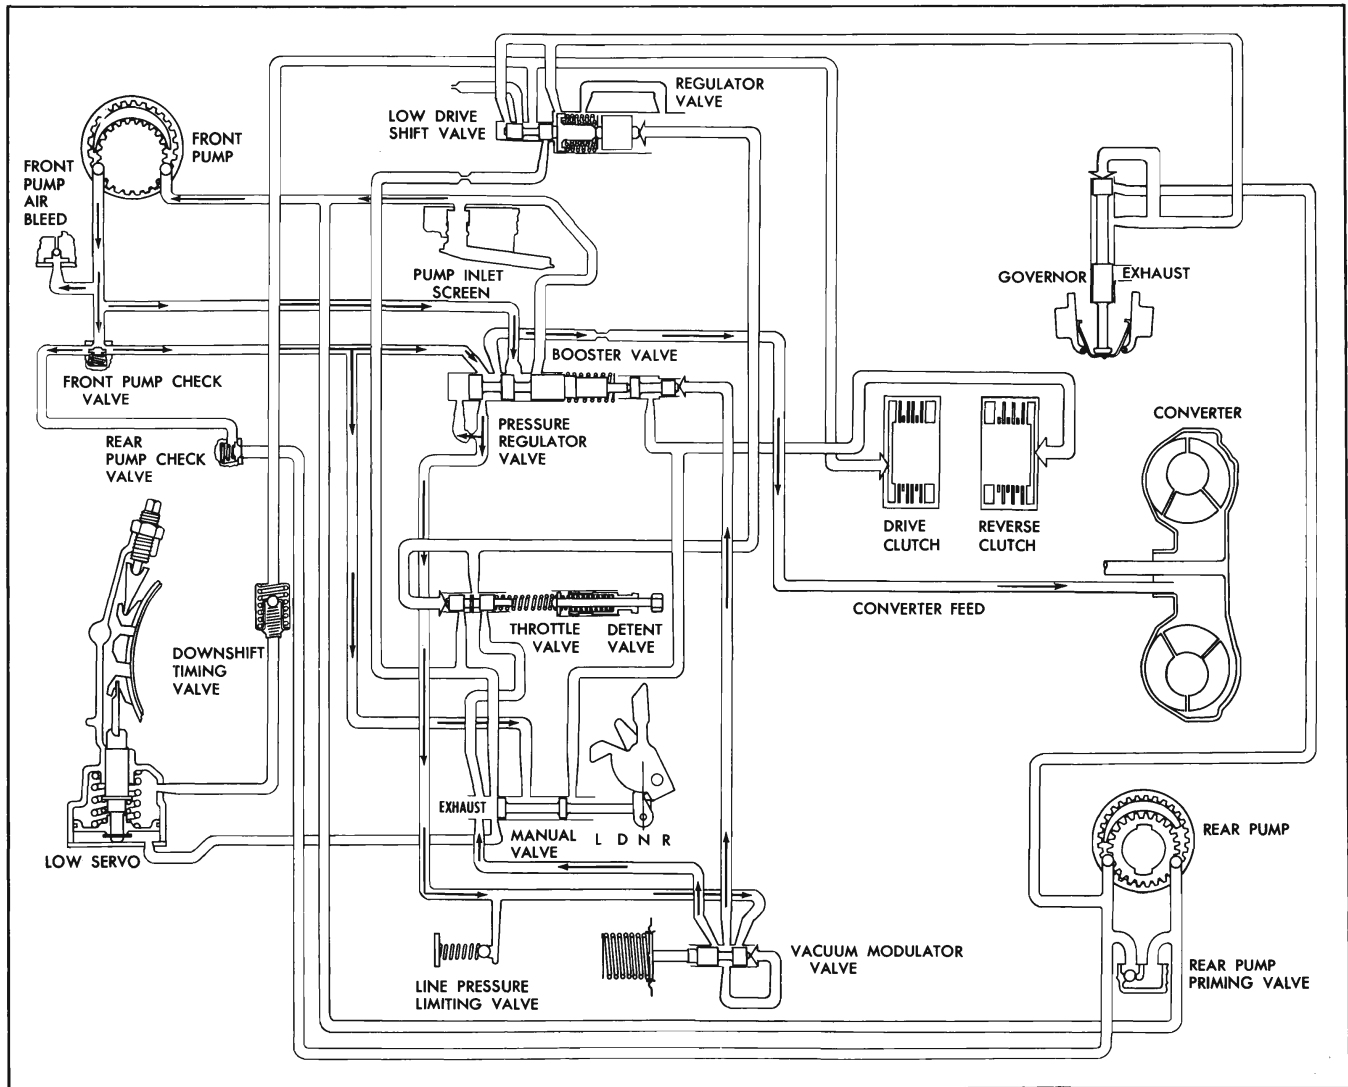 REGULATOR
VALVE
LOW DRIVE
SHIFT VALVE
FRONT
PUMP
FRONT
PUMP
AIR
BLEED
PUMP INLET
SCREEN
GOVERNOR
EXHAUST
BOOSTER VALVE
FRONT PUMP CHECK
VALVE
PRESSURE
REGULATOR
VALVE
REAR
PUMP CHECK
VALVE
CONVERTER
DRIVE
CLUTCH
REVERSE
CLUTCH
CONVERTER FEED
THROTTLE
VALVE
DETENT
VALVE
DOWNSHIFT
TIMING
VALVE
EXHAUST
MANUAL
VALVE
L D N R
LOW SERVO
REAR PUMP
VACUUM MODULATOR
VALVE
LINE PRESSURE
LIMITING VALVE
REAR PUMP
PRIMING VALVE